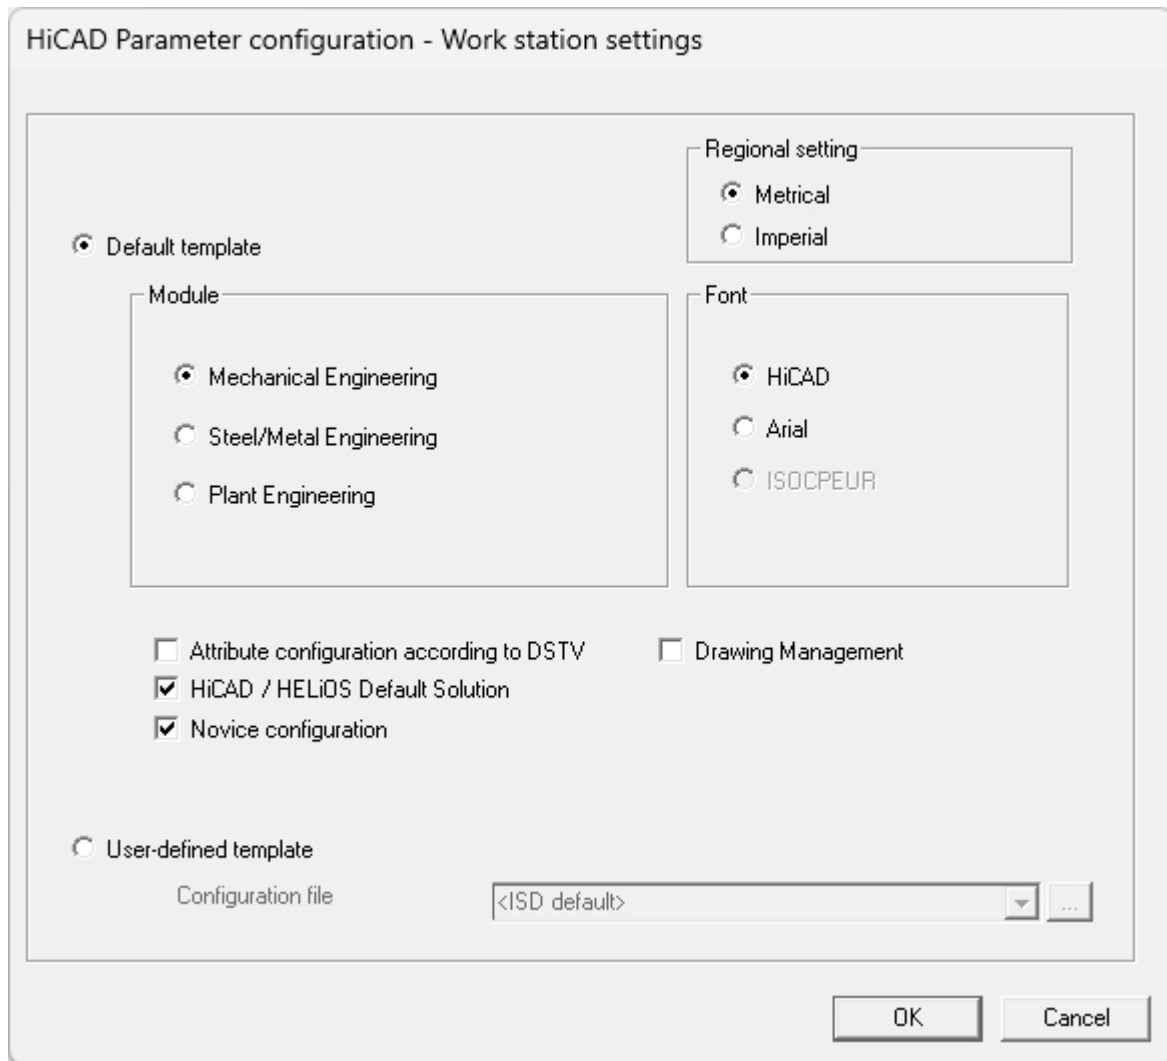 HiCAD Parameter configuration - Work station settings
Regional setting
Metrical
Imperial
Default template
Module
Mechanical Engineering
Steel/Metal Engineering
Plant Engineering
Font
HiCAD
Arial
ISOCPEUR
Attribute configuration according to DSTV
Drawing Management
HiCAD / HELiOS Default Solution
Novice configuration
User-defined template
Configuration file
<ISD default>
...
OK
Cancel